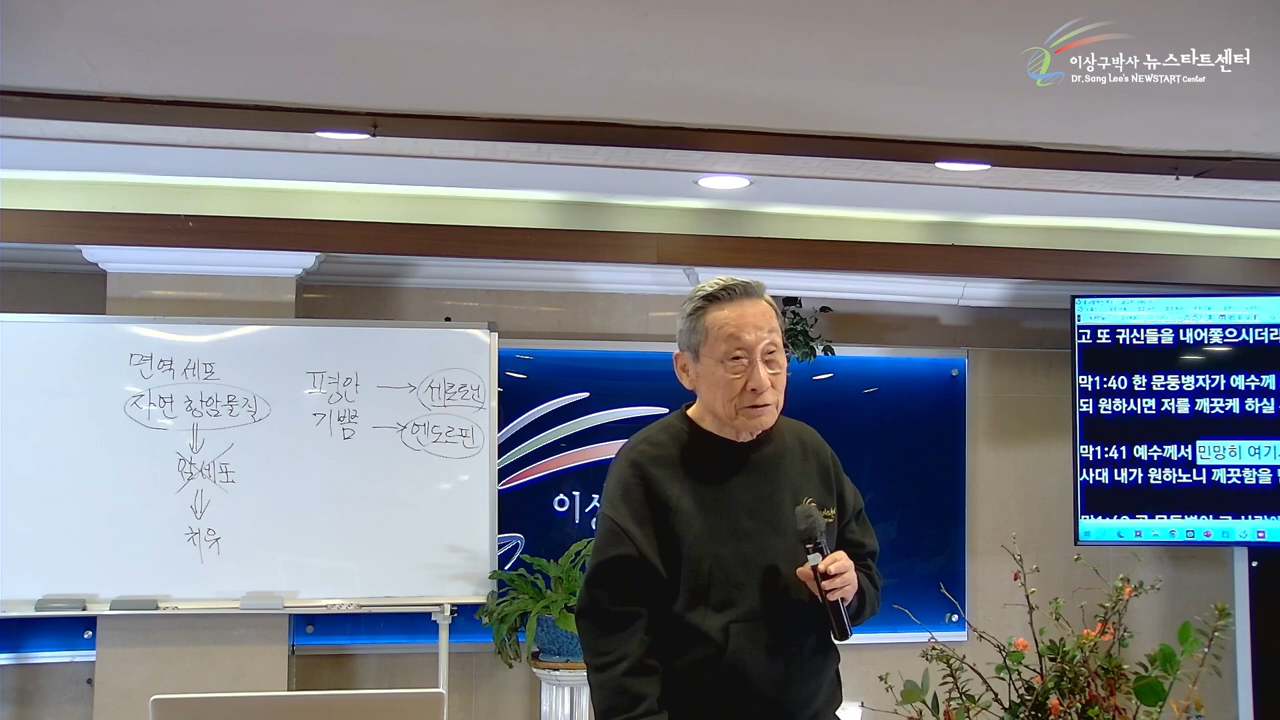 이상구박사 뉴스타트센터
Dr. Sang Lee's NEWSTART Center
면역세포
자연 항암물질
암세포
치유
평안 → 세로토닌
기쁨 → 엔도르핀
이상
고 또 귀신들을 내어쫓으시더라
막1:40 한 문둥병자가 예수께
되 원하시면 저를 깨끗케 하실
막1:41 예수께서 민망히 여기
사대 내가 원하노니 깨끗함을